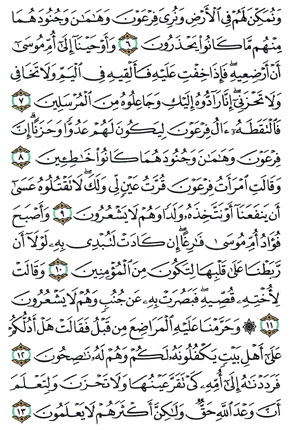 وَنُمَكِّنَ لَهُمْ فِي ٱلْأَرْضِ وَنُرِيَ فِرْعَوْنَ وَهَـٰمَـٰنَ وَجُنُودَهُمَا
مِنْهُم مَّا كَانُوا۟ يَحْذَرُونَ ٦ وَأَوْحَيْنَآ إِلَىٰٓ أُمِّ مُوسَىٰٓ
أَنْ أَرْضِعِيهِ ۖ فَإِذَا خِفْتِ عَلَيْهِ فَأَلْقِيهِ فِي ٱلْيَمِّ وَلَا تَخَافِي
وَلَا تَحْزَنِيٓ ۖ إِنَّا رَآدُّوهُ إِلَيْكِ وَجَاعِلُوهُ مِنَ ٱلْمُرْسَلِينَ ٧
فَٱلْتَقَطَهُۥٓ ءَالُ فِرْعَوْنَ لِيَكُونَ لَهُمْ عَدُوًّا وَحَزَنًا ۗ إِنَّ
فِرْعَوْنَ وَهَـٰمَـٰنَ وَجُنُودَهُمَا كَانُوا۟ خَـٰطِـِٔينَ ٨
وَقَالَتِ ٱمْرَأَتُ فِرْعَوْنَ قُرَّتُ عَيْنٍ لِّي وَلَكَ ۖ لَا تَقْتُلُوهُ عَسَىٰٓ
أَن يَنفَعَنَآ أَوْ نَتَّخِذَهُۥ وَلَدًا وَهُمْ لَا يَشْعُرُونَ ٩ وَأَصْبَحَ
فُؤَادُ أُمِّ مُوسَىٰ فَـٰرِغًا ۖ إِن كَادَتْ لَتُبْدِي بِهِۦ لَوْلَآ أَن
رَّبَطْنَا عَلَىٰ قَلْبِهَا لِتَكُونَ مِنَ ٱلْمُؤْمِنِينَ ١٠ وَقَالَتْ
لِأُخْتِهِۦ قُصِّيهِ ۖ فَبَصُرَتْ بِهِۦ عَن جُنُبٍ وَهُمْ لَا يَشْعُرُونَ
١١ ۞ وَحَرَّمْنَا عَلَيْهِ ٱلْمَرَاضِعَ مِن قَبْلُ فَقَالَتْ هَلْ أَدُلُّكُمْ
عَلَىٰٓ أَهْلِ بَيْتٍ يَكْفُلُونَهُۥ لَكُمْ وَهُمْ لَهُۥ نَـٰصِحُونَ ١٢
فَرَدَدْنَـٰهُ إِلَىٰٓ أُمِّهِۦ كَيْ تَقَرَّ عَيْنُهَا وَلَا تَحْزَنَ وَلِتَعْلَمَ
أَنَّ وَعْدَ ٱللَّهِ حَقٌّ وَلَـٰكِنَّ أَكْثَرَهُمْ لَا يَعْلَمُونَ ١٣